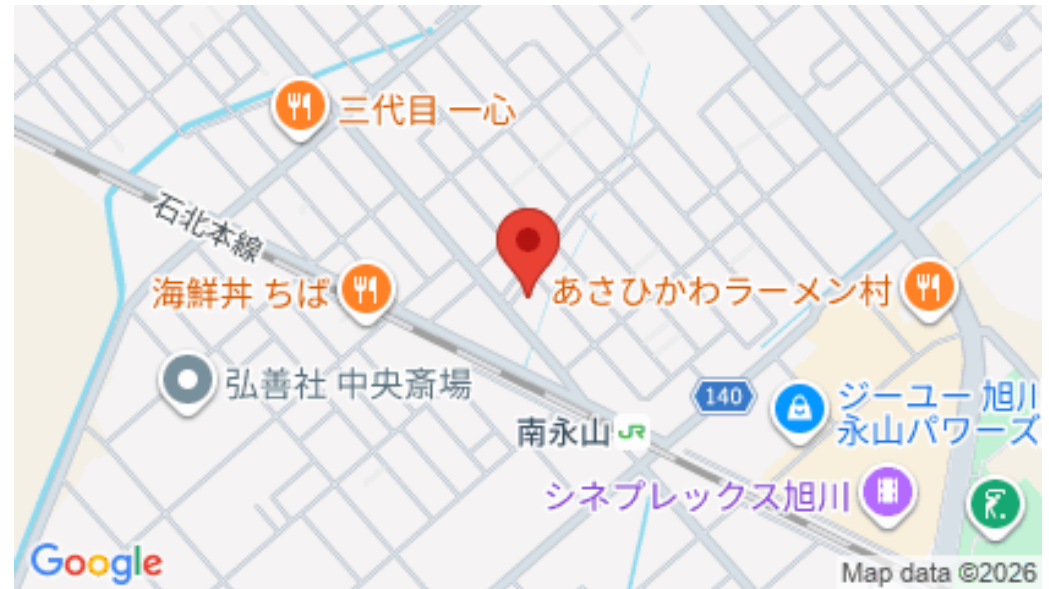 三代目 一心
石北本線
海鮮丼 ちば
あさひかわラーメン村
弘善社 中央斎場
140
ジーユー 旭川
永山パワーズ
南永山 JR
シネプレックス旭川
Google
Map data ©2026